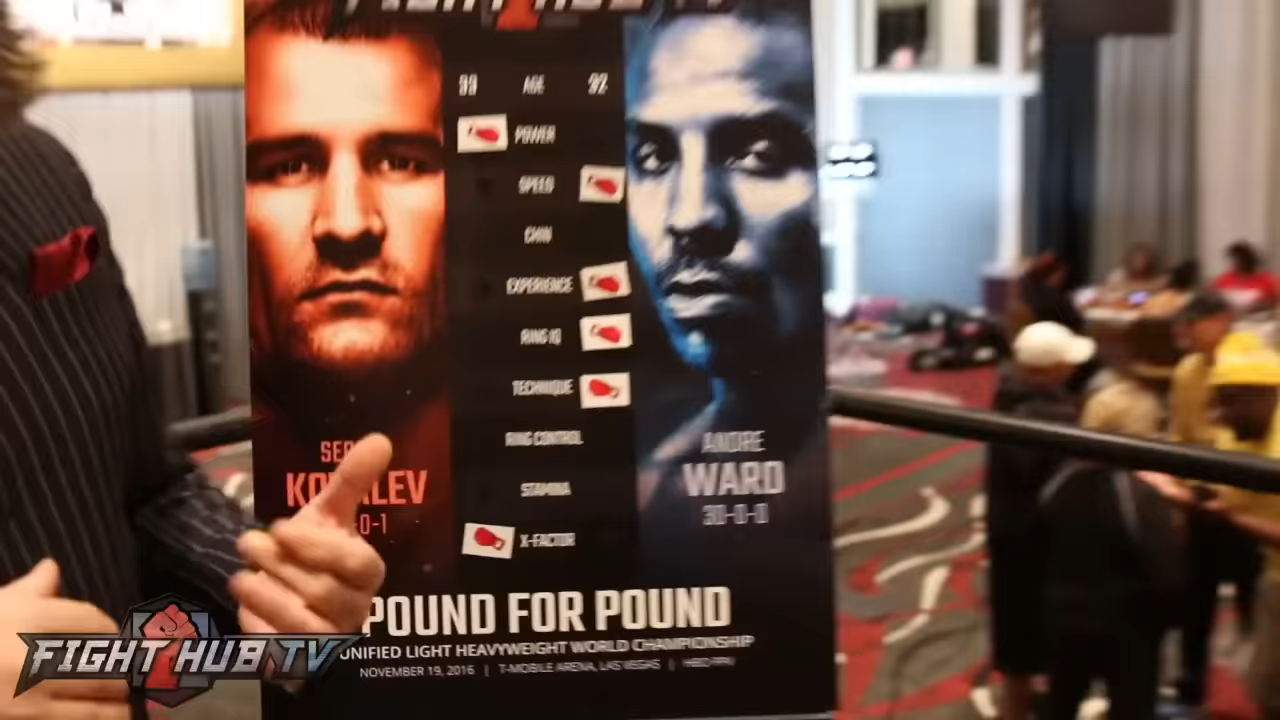 FIGHT HUB TV
33 AGE 32
POWER
SPEED
CHIN
EXPERIENCE
RING IQ
TECHNIQUE
RING CONTROL
STAMINA
X-FACTOR
ANDRE
WARD
30-0-0
-0-1
POUND FOR POUND
UNIFIED LIGHT HEAVYWEIGHT WORLD CHAMPIONSHIP
NOVEMBER 19, 2016 | T-MOBILE ARENA, LAS VEGAS | HBO PPV
FIGHT HUB TV